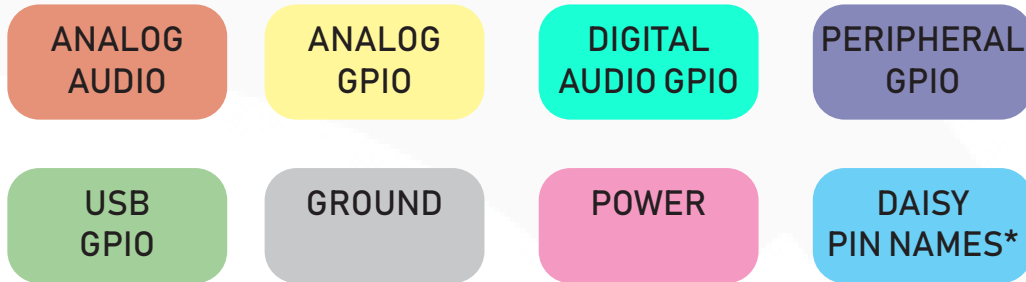 ANALOG
AUDIO
ANALOG
GPIO
DIGITAL
AUDIO GPIO
PERIPHERAL
GPIO
USB
GPIO
GROUND
POWER
DAISY
PIN NAMES*